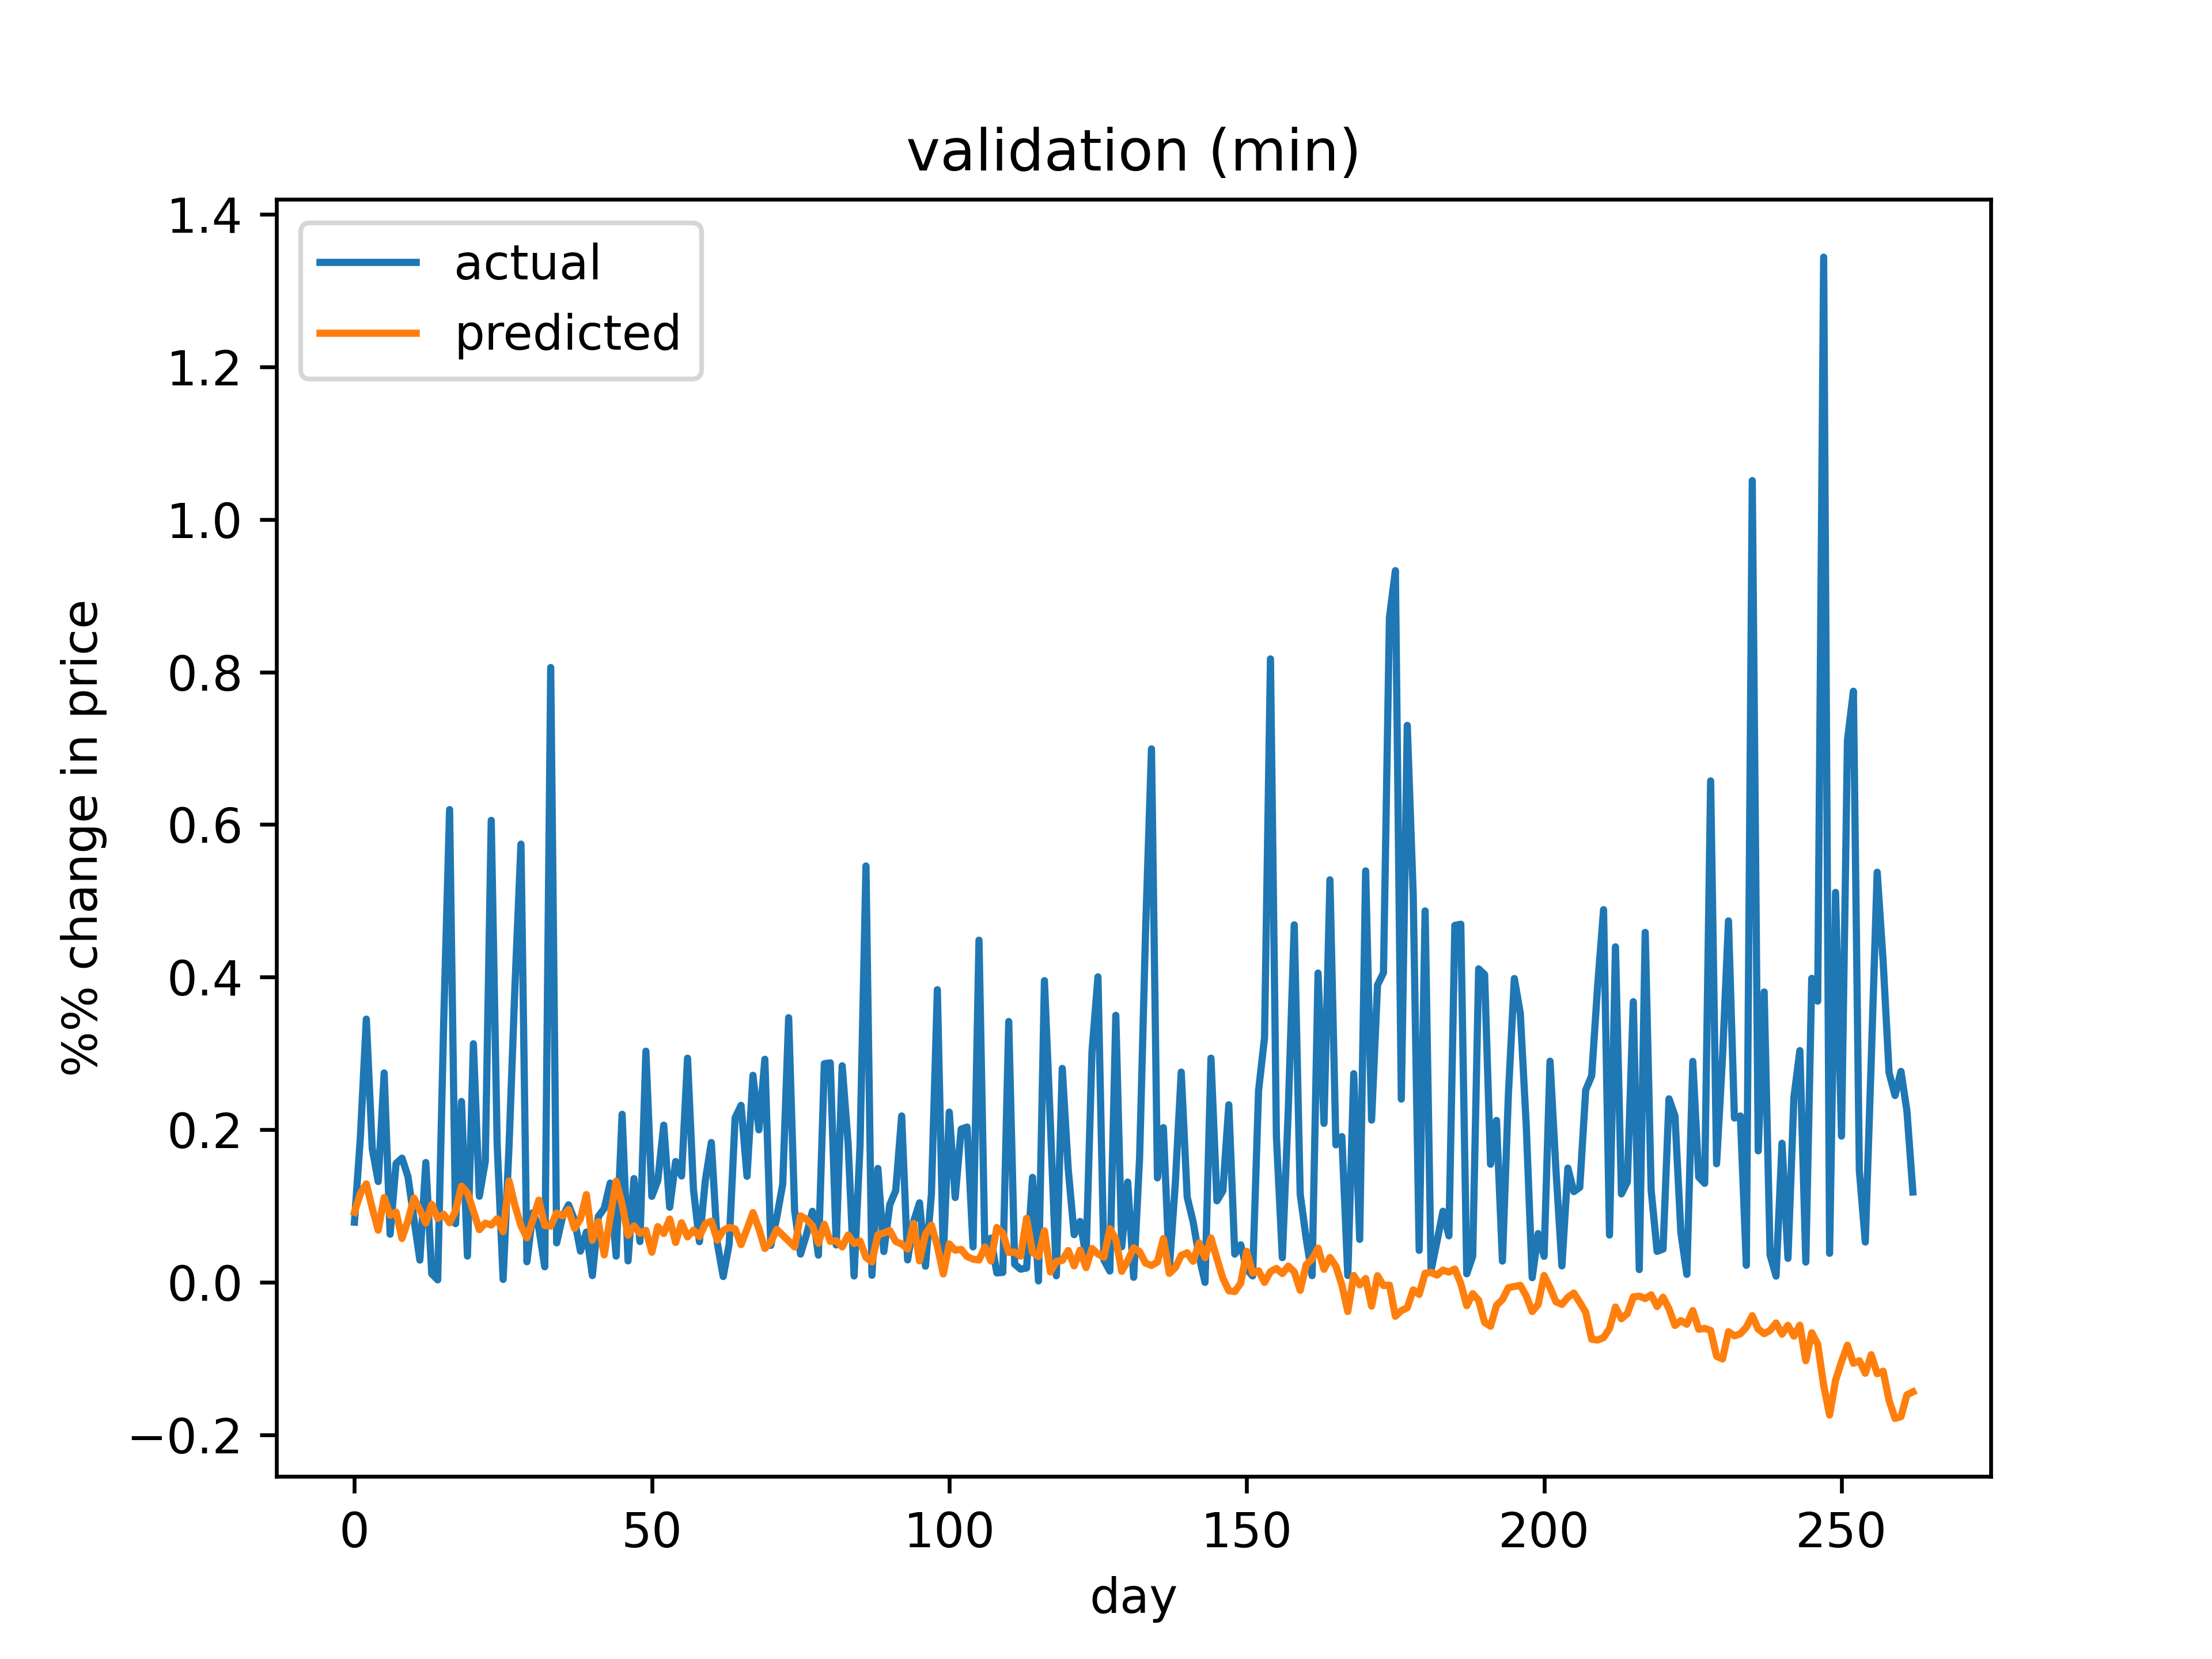 validation (min)
actual
predicted
1.4
1.2
1.0
0.8
0.6
0.4
0.2
0.0
−0.2
%% change in price
0 50 100 150 200 250
day